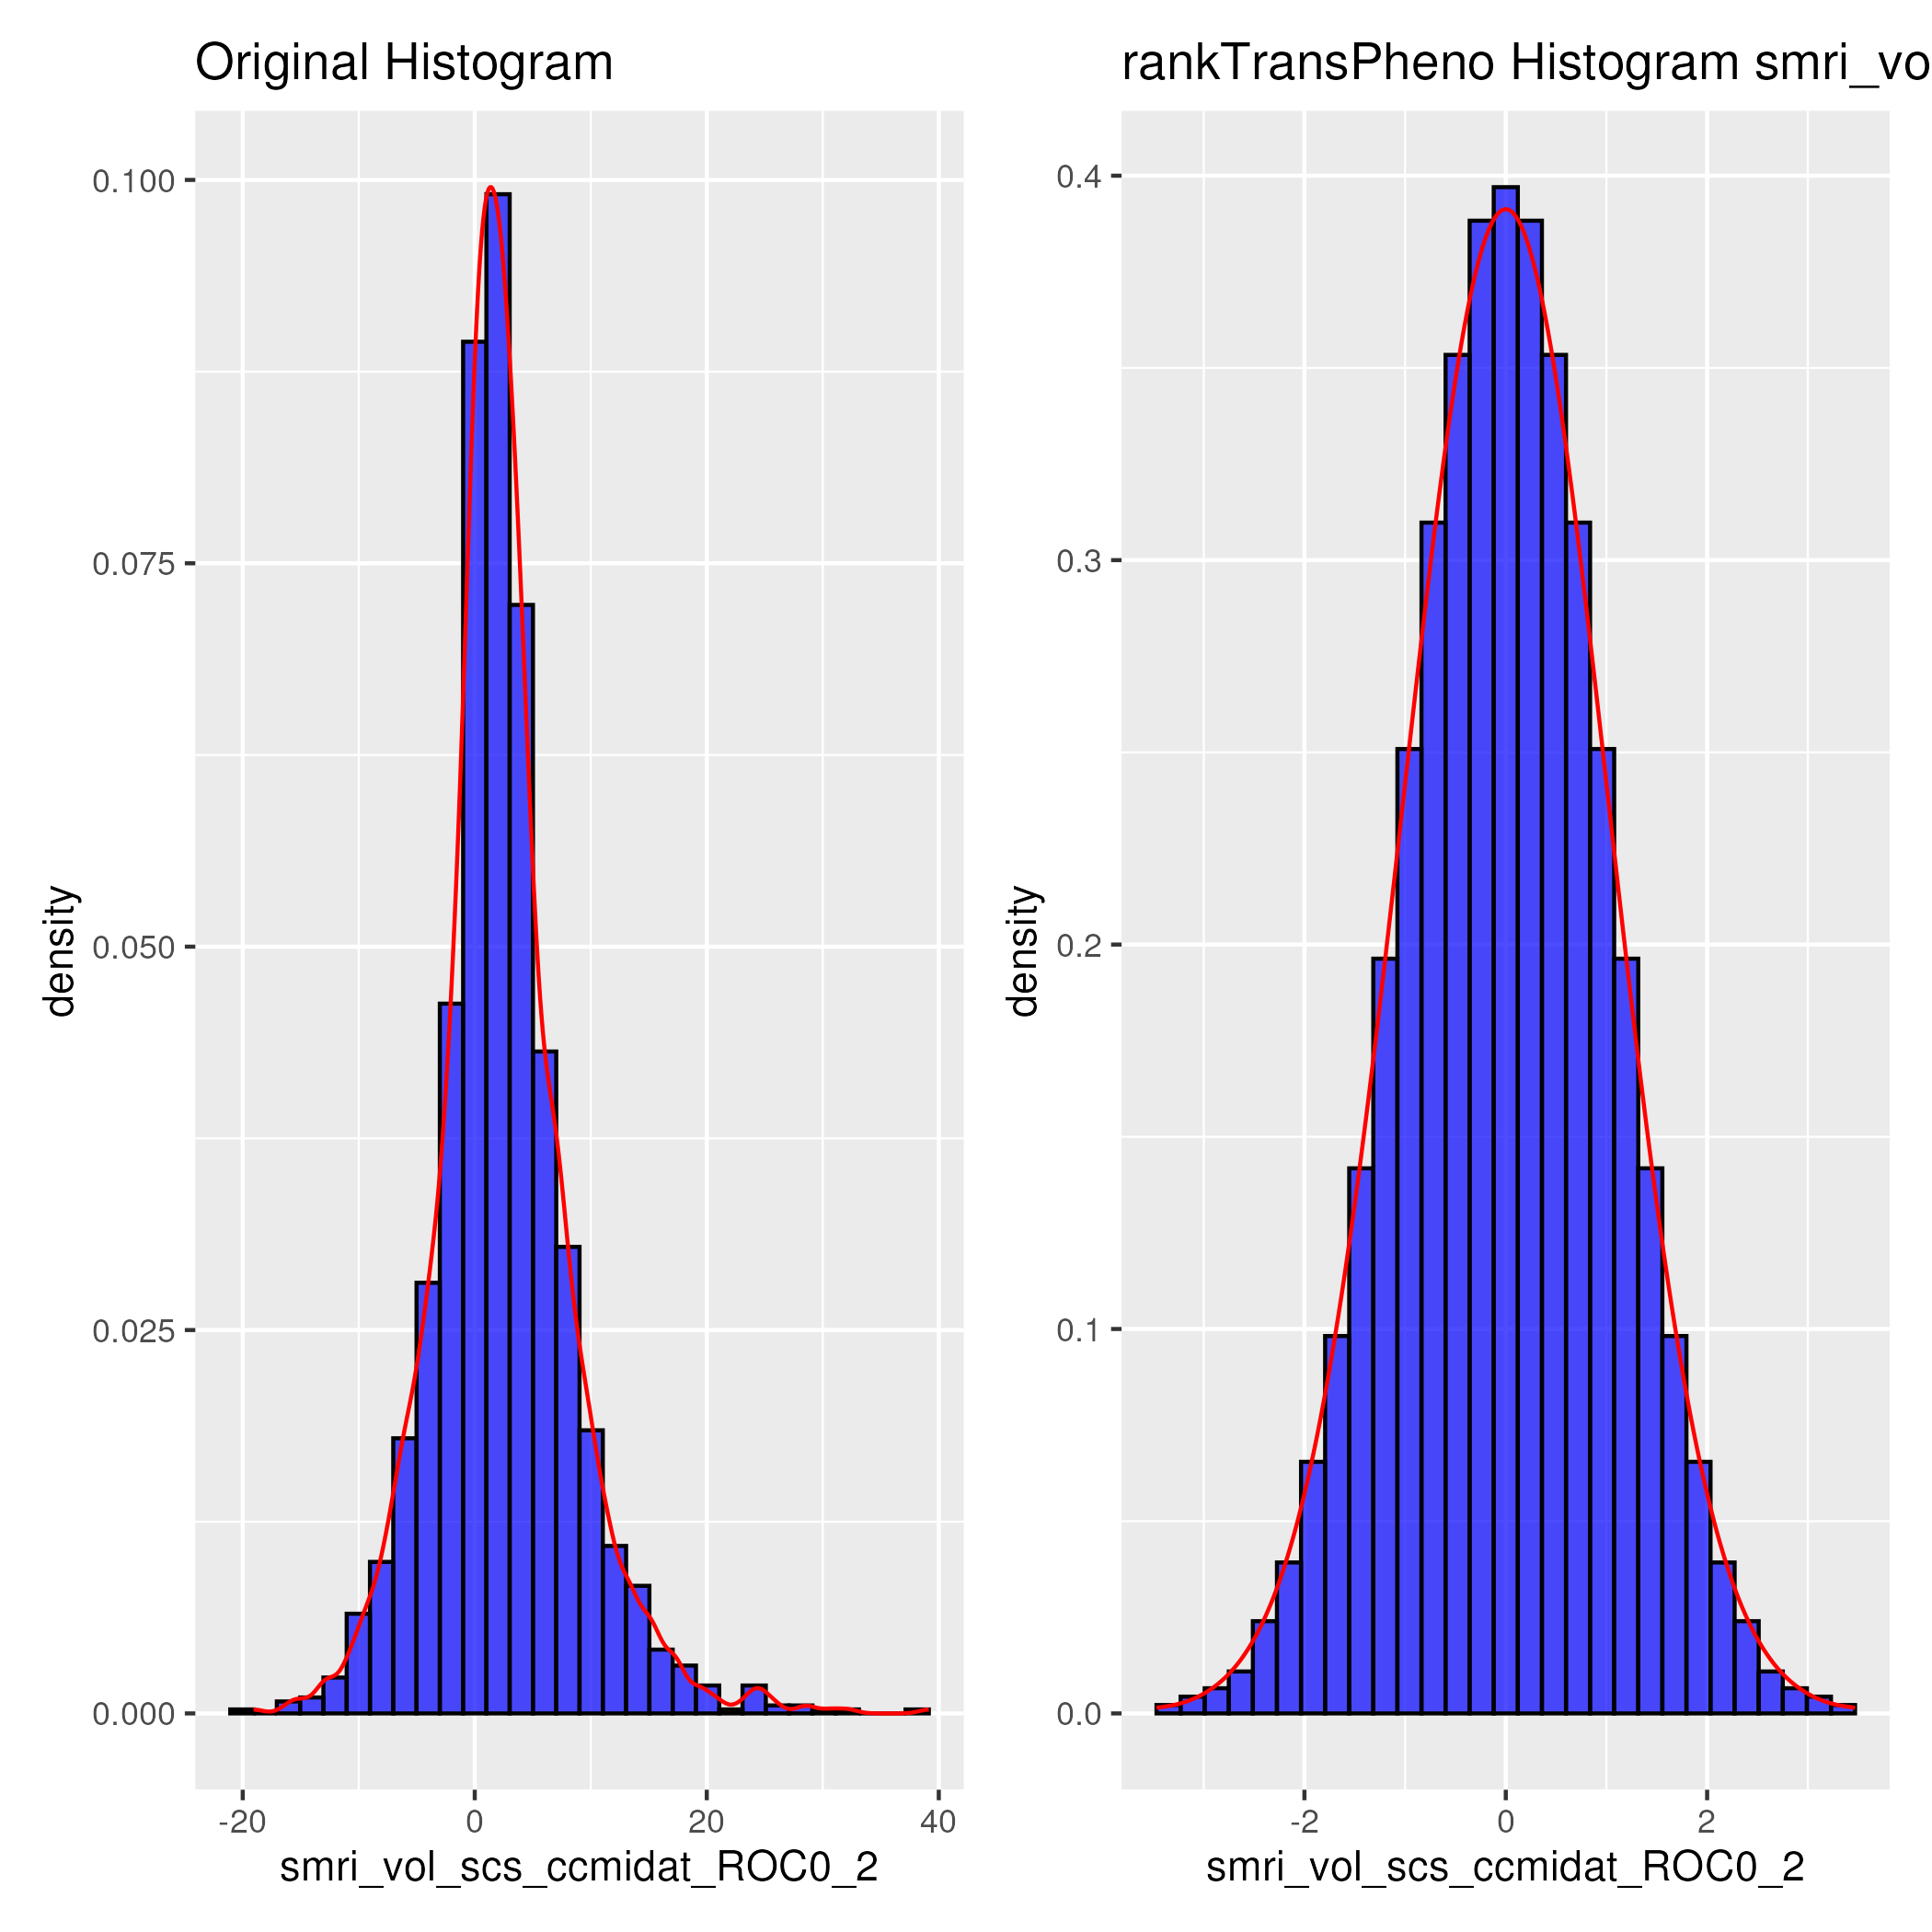 Original Histogram
0.100
0.075
0.050
0.025
0.000
density
-20 0 20 40
smri_vol_scs_ccmidat_ROC0_2
rankTransPheno Histogram smri_vo
0.4
0.3
0.2
0.1
0.0
density
-2 0 2
smri_vol_scs_ccmidat_ROC0_2